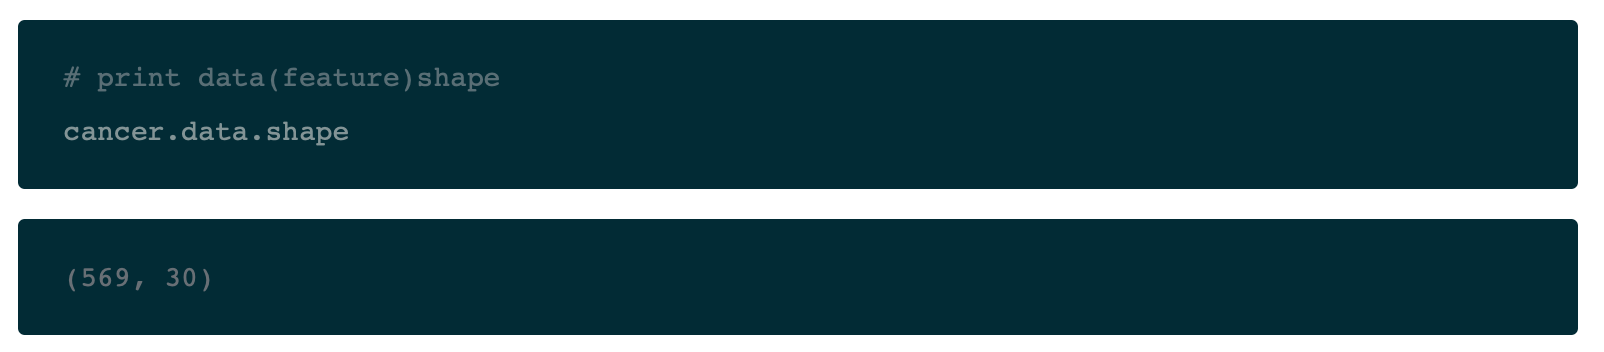 # print data(feature)shape
cancer.data.shape
(569, 30)